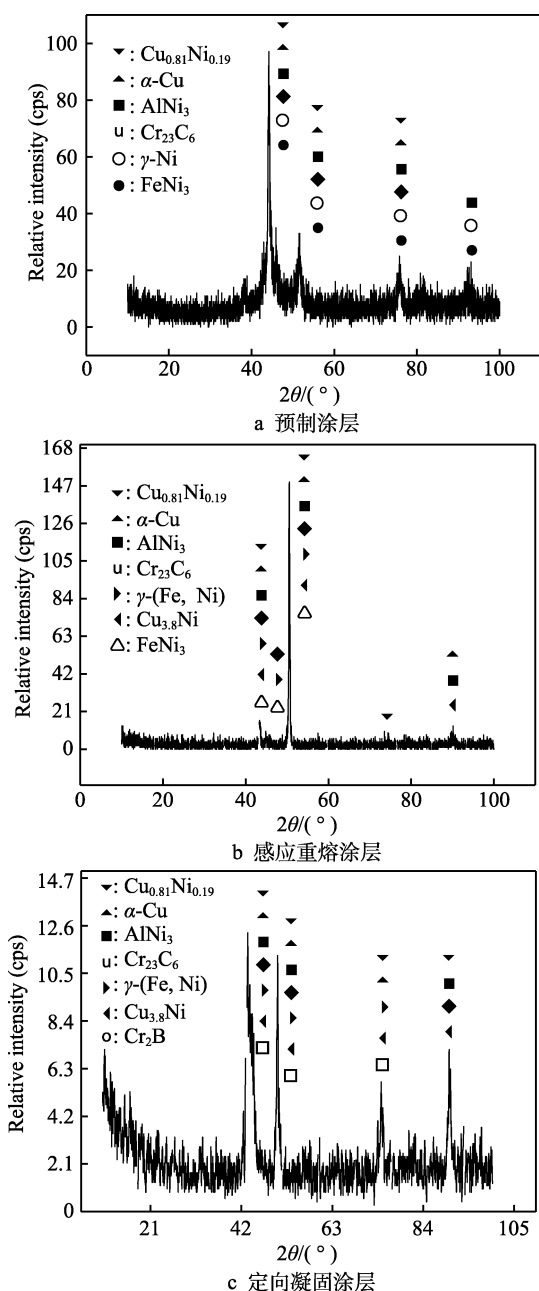 100
80
60
40
20
0
Relative intensity (cps)
▼: Cu₀.₈₁Ni₀.₁₉
▲: α-Cu
■: AlNi₃
u: Cr₂₃C₆
○: γ-Ni
●: FeNi₃
0 20 40 60 80 100
2θ/(°)
a 预制涂层
168
147
126
105
84
63
42
21
0
Relative intensity (cps)
▼: Cu₀.₈₁Ni₀.₁₉
▲: α-Cu
■: AlNi₃
u: Cr₂₃C₆
▶: γ-(Fe, Ni)
◀: Cu₃.₈Ni
△: FeNi₃
0 20 40 60 80 100
2θ/(°)
b 感应重熔涂层
14.7
12.6
10.5
8.4
6.3
4.2
2.1
0
Relative intensity (cps)
▼: Cu₀.₈₁Ni₀.₁₉
▲: α-Cu
■: AlNi₃
u: Cr₂₃C₆
▶: γ-(Fe, Ni)
◀: Cu₃.₈Ni
o: Cr₂B
21 42 63 84 105
2θ/(°)
c 定向凝固涂层